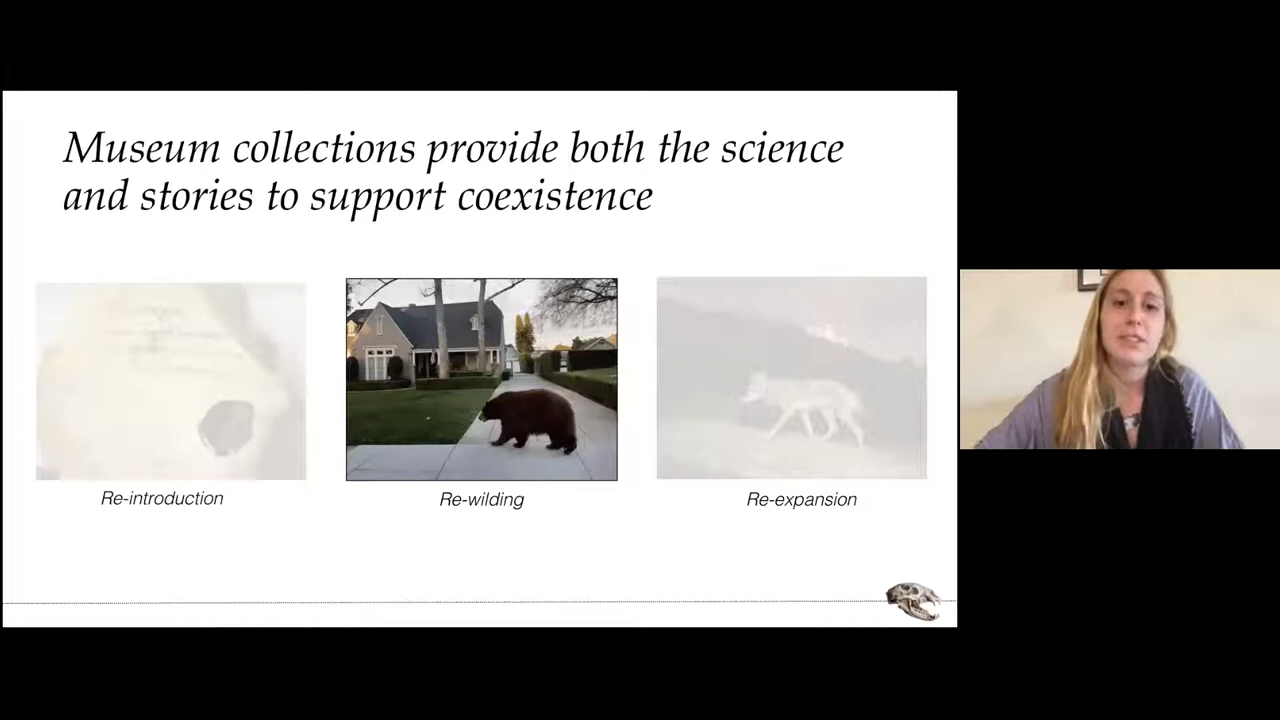 Museum collections provide both the science
and stories to support coexistence
Re-introduction
Re-wilding
Re-expansion